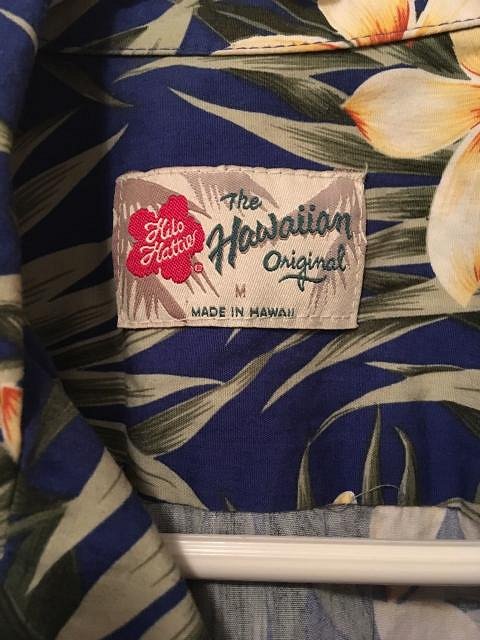 Hilo
Hattie
®
The
Hawaiian
Original
M
MADE IN HAWAII